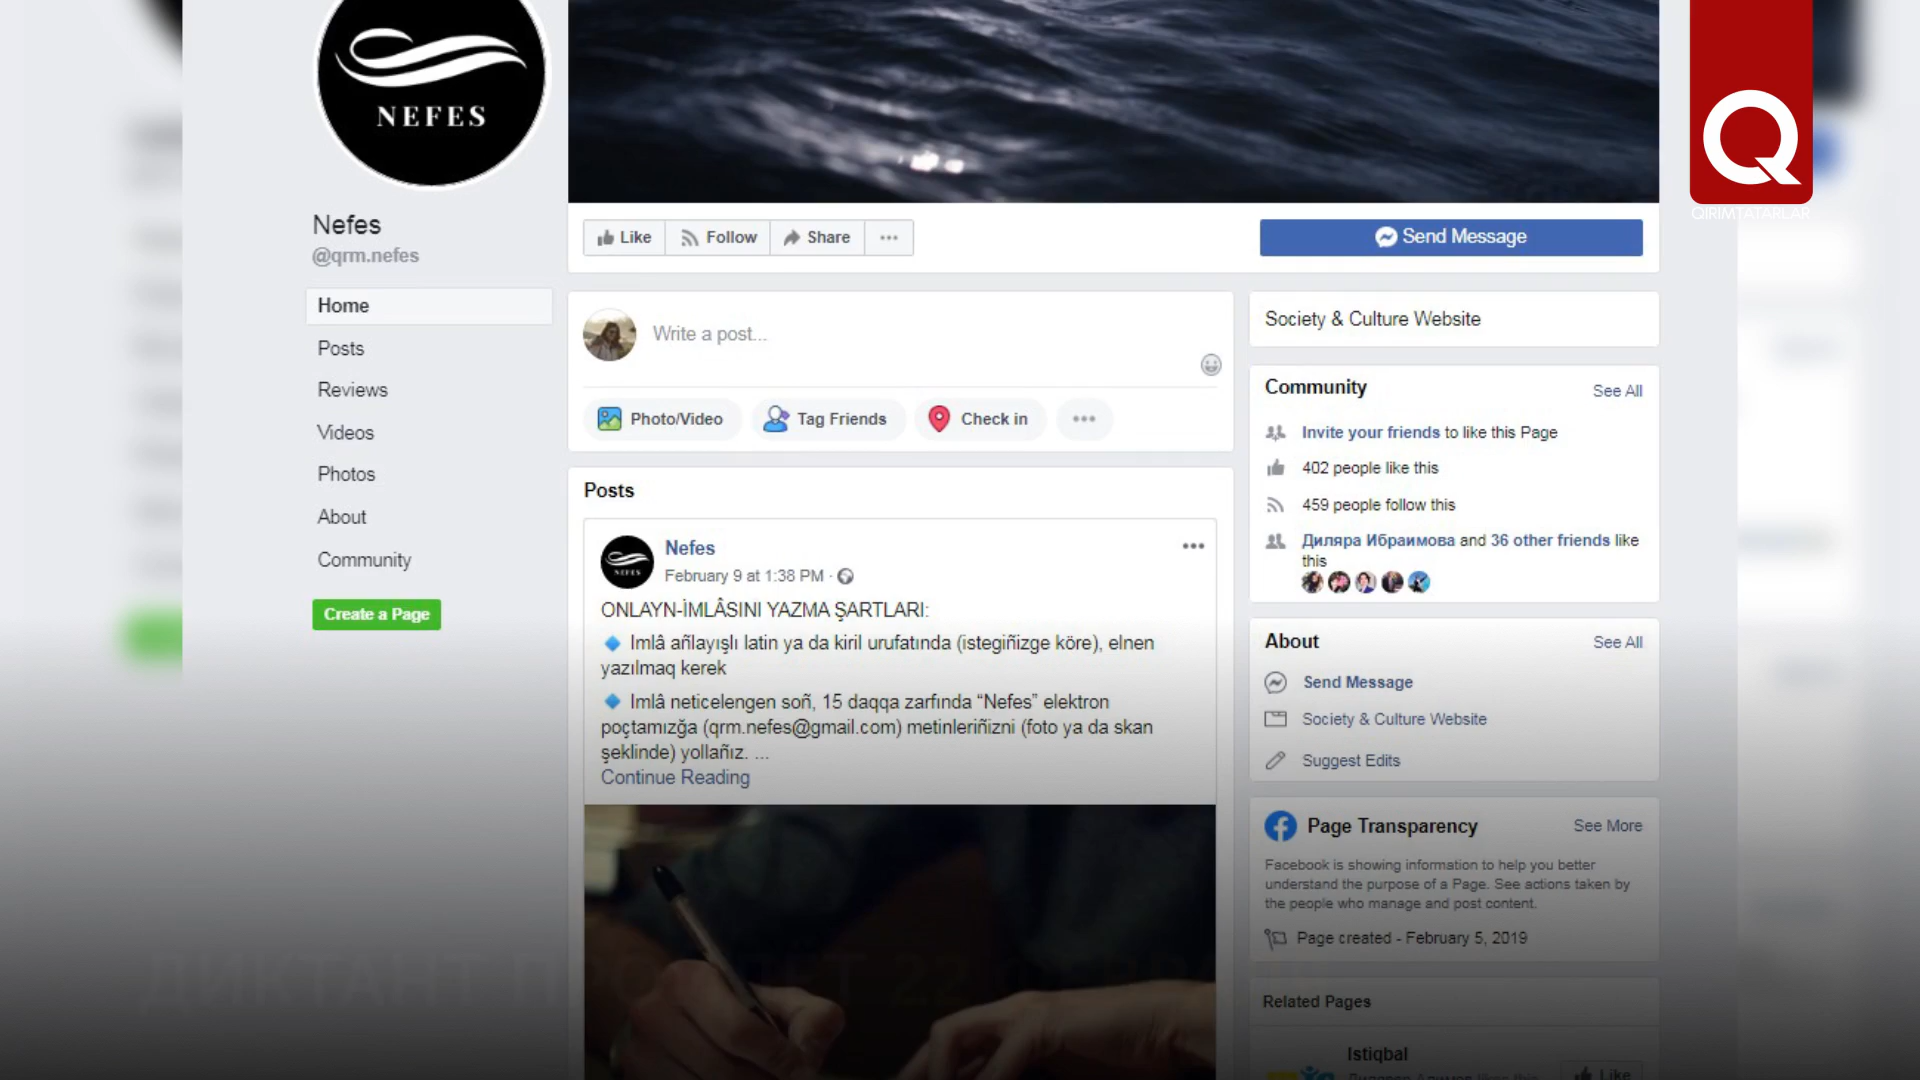 NEFES
QIRIMTATARLAR
Nefes
@qrm.nefes
Home
Posts
Reviews
Videos
Photos
About
Community
Create a Page
Like
Follow
Share
Send Message
Write a post...
Photo/Video
Tag Friends
Check in
Posts
NEFES
Nefes
February 9 at 1:38 PM ·
ONLAYN-İMLÂSINI YAZMA ŞARTLARI:
Imlâ añlayışlı latin ya da kiril urufatında (istegiñizge köre), elnen
yazılmaq kerek
Imlâ neticelengen soñ, 15 daqqa zarfında “Nefes” elektron
poçtamızğa (qrm.nefes@gmail.com) metinleriñizni (foto ya da skan
şeklinde) yollañız. ...
Continue Reading
Society & Culture Website
Community
See All
Invite your friends to like this Page
402 people like this
459 people follow this
Диляра Ибраимова and 36 other friends like
this
About
See All
Send Message
Society & Culture Website
Suggest Edits
Page Transparency
See More
Facebook is showing information to help you better
understand the purpose of a Page. See actions taken by
the people who manage and post content.
Page created - February 5, 2019
Related Pages
Istiqbal
Like
ДИКТАНТ
22